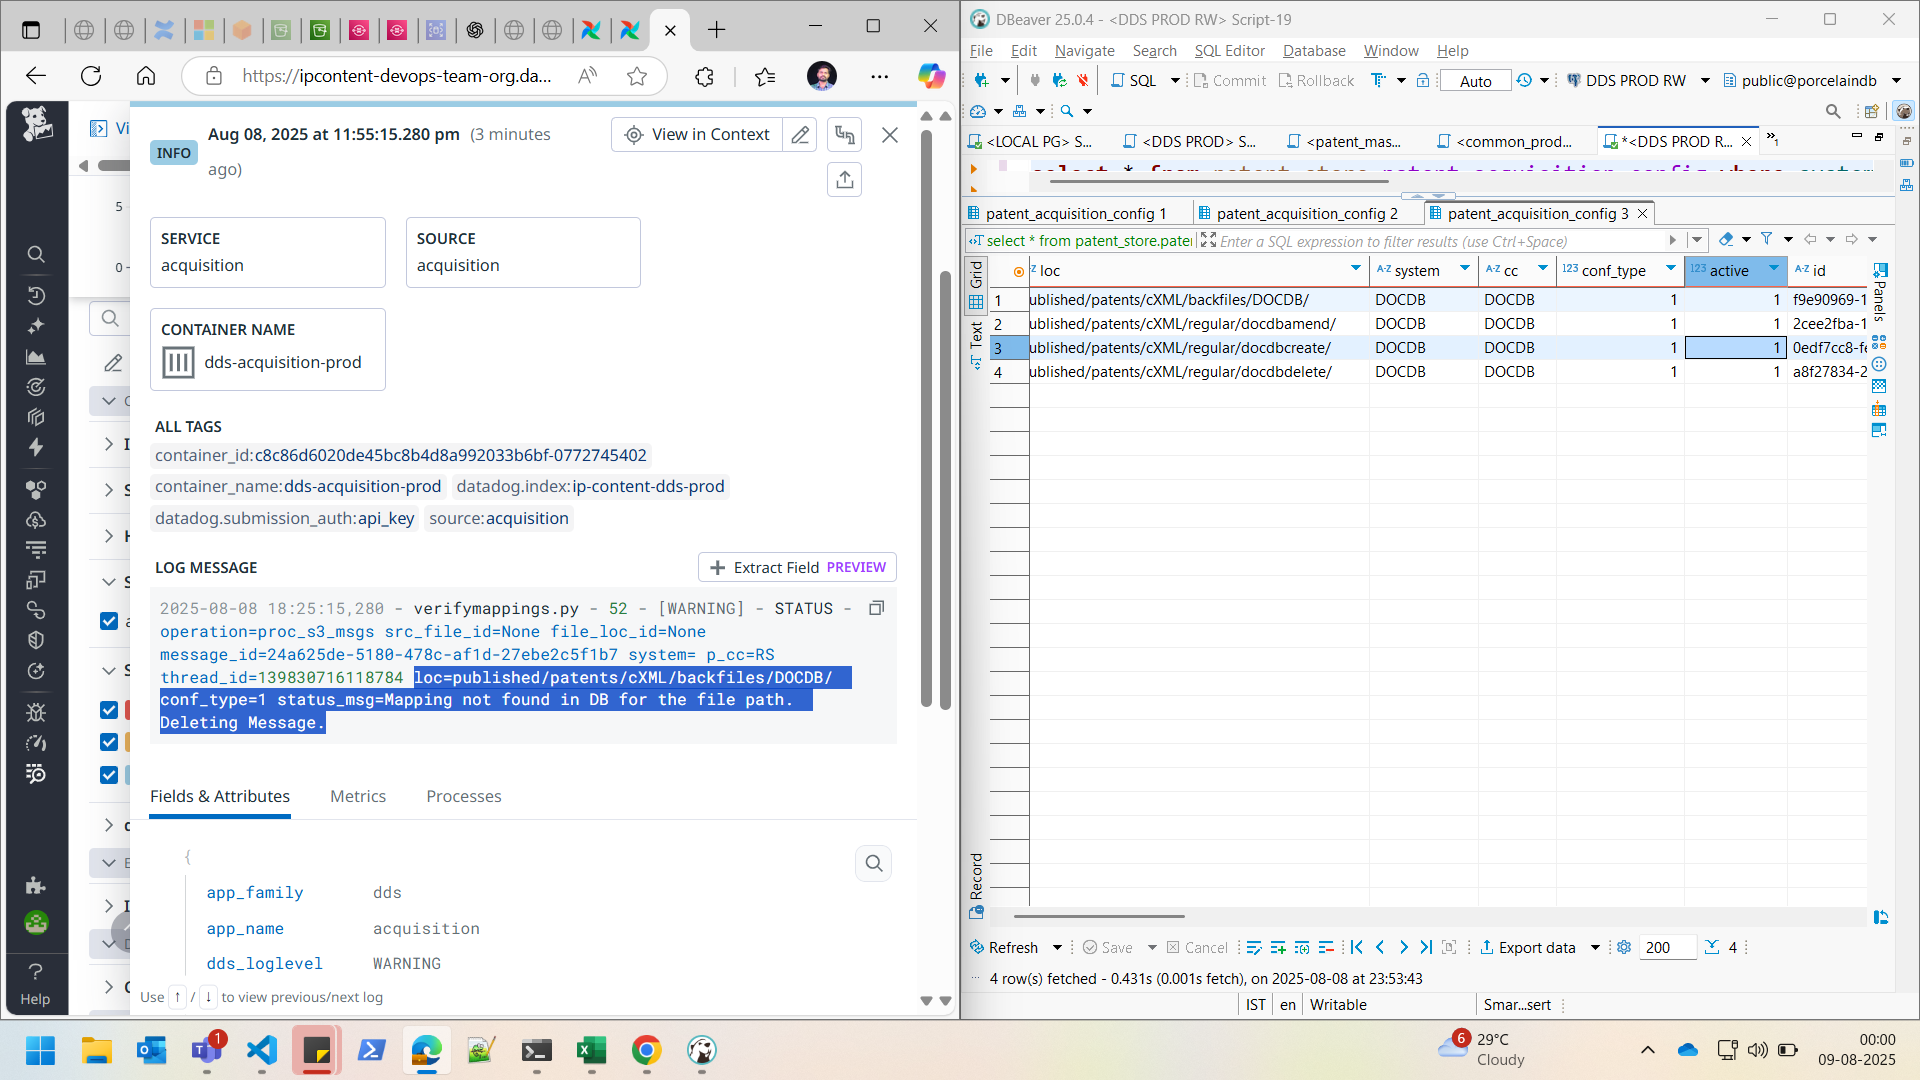 https://ipcontent-devops-team-org.da...
Vi
5
0
INFO
Aug 08, 2025 at 11:55:15.280 pm (3 minutes
ago)
View in Context
SERVICE
acquisition
SOURCE
acquisition
CONTAINER NAME
dds-acquisition-prod
ALL TAGS
container_id:c8c86d6020de45bc8b4d8a992033b6bf-0772745402
container_name:dds-acquisition-prod datadog.index:ip-content-dds-prod
datadog.submission_auth:api_key source:acquisition
LOG MESSAGE
Extract Field PREVIEW
2025-08-08 18:25:15,280 - verifymappings.py - 52 - [WARNING] - STATUS -
operation=proc_s3_msgs src_file_id=None file_loc_id=None
message_id=24a625de-5180-478c-af1d-27ebe2c5f1b7 system= p_cc=RS
thread_id=139830716118784 loc=published/patents/cXML/backfiles/DOCDB/
conf_type=1 status_msg=Mapping not found in DB for the file path.
Deleting Message.
Fields & Attributes Metrics Processes
{
app_family dds
app_name acquisition
dds_loglevel WARNING
Use ↑ / ↓ to view previous/next log
?
Help
DBeaver 25.0.4 - <DDS PROD RW> Script-19
File Edit Navigate Search SQL Editor Database Window Help
SQL Commit Rollback Auto DDS PROD RW public@porcelaindb
<LOCAL PG> S... <DDS PROD> S... <patent_mas... <common_prod... *<DDS PROD R... »1
patent_acquisition_config 1 patent_acquisition_config 2 patent_acquisition_config 3
select * from patent_store.pate Enter a SQL expression to filter results (use Ctrl+Space)
Grid
Text
Record
Panels
loc A-Z system A-Z cc 123 conf_type 123 active A-Z id
1 ublished/patents/cXML/backfiles/DOCDB/ DOCDB DOCDB 1 1 f9e90969-1
2 ublished/patents/cXML/regular/docdbamend/ DOCDB DOCDB 1 1 2cee2fba-1
3 ublished/patents/cXML/regular/docdbcreate/ DOCDB DOCDB 1 1 0edf7cc8-fe
4 ublished/patents/cXML/regular/docdbdelete/ DOCDB DOCDB 1 1 a8f27834-2
Refresh Save Cancel Export data 200 4
4 row(s) fetched - 0.431s (0.001s fetch), on 2025-08-08 at 23:53:43
IST en Writable Smar...sert
1
6
29°C
Cloudy
00:00
09-08-2025